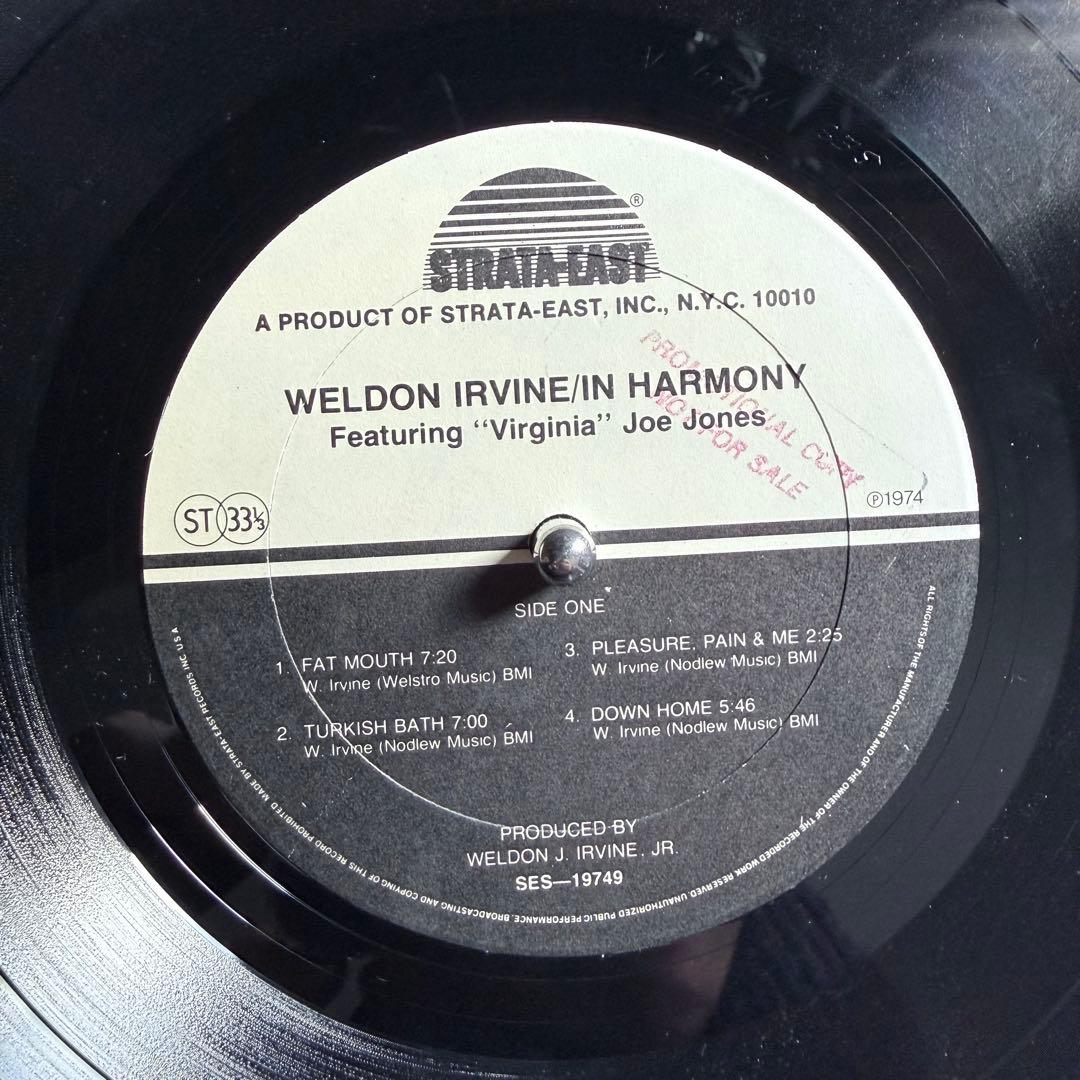 STRATA-EAST®
A PRODUCT OF STRATA-EAST, INC., N.Y.C. 10010
WELDON IRVINE/IN HARMONY
Featuring “Virginia” Joe Jones
PROMOTIONAL COPY
NOT FOR SALE
ST 33⅓
℗1974
SIDE ONE
1. FAT MOUTH 7:20
W. Irvine (Welstro Music) BMI
2. TURKISH BATH 7:00
W. Irvine (Nodlew Music) BMI
3. PLEASURE, PAIN & ME 2:25
W. Irvine (Nodlew Music) BMI
4. DOWN HOME 5:46
W. Irvine (Nodlew Music) BMI
PRODUCED BY
WELDON J. IRVINE, JR.
SES—19749
ALL RIGHTS OF THE MANUFACTURER AND OF THE OWNER OF THE RECORDED WORK RESERVED. UNAUTHORIZED PUBLIC PERFORMANCE, BROADCASTING AND COPYING OF THIS RECORD PROHIBITED MADE BY STRATA-EAST RECORDS INC USA